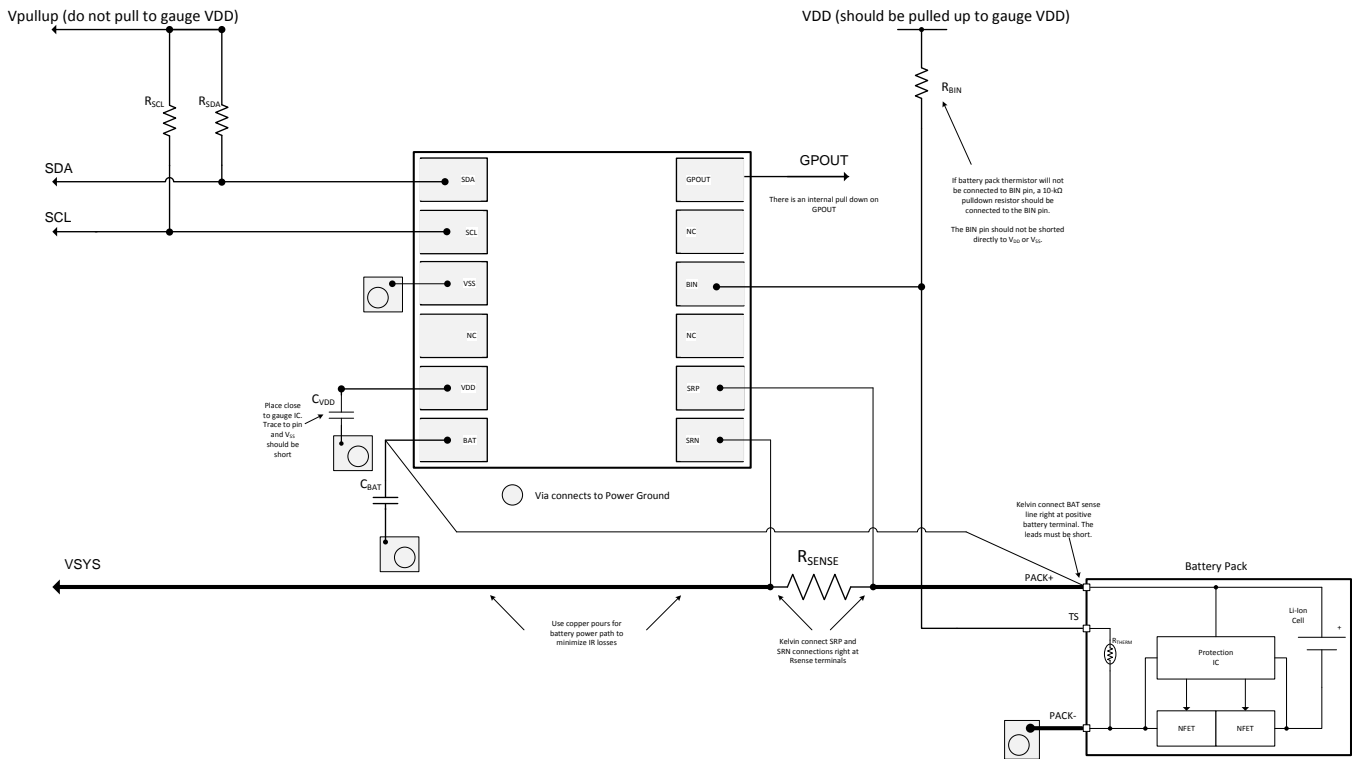 Vpullup (do not pull to gauge VDD)
VDD (should be pulled up to gauge VDD)
RSCL
RSDA
RBIN
SDA
SCL
SDA
SCL
VSS
NC
VDD
BAT
GPOUT
NC
BIN
NC
SRP
SRN
GPOUT
There is an internal pull down on
GPOUT
If battery pack thermistor will not
be connected to BIN pin, a 10-kΩ
pulldown resistor should be
connected to the BIN pin.
The BIN pin should not be shorted
directly to VDD or VSS.
Place close
to gauge IC.
Trace to pin
and VSS
should be
short
CVDD
CBAT
Via connects to Power Ground
Kelvin connect BAT sense
line right at positive
battery terminal. The
leads must be short.
VSYS
RSENSE
PACK+
Battery Pack
Use copper pours for
battery power path to
minimize IR losses
Kelvin connect SRP and
SRN connections right at
Rsense terminals
TS
RTHERM
Li-Ion
Cell
+
Protection
IC
NFET
NFET
PACK-